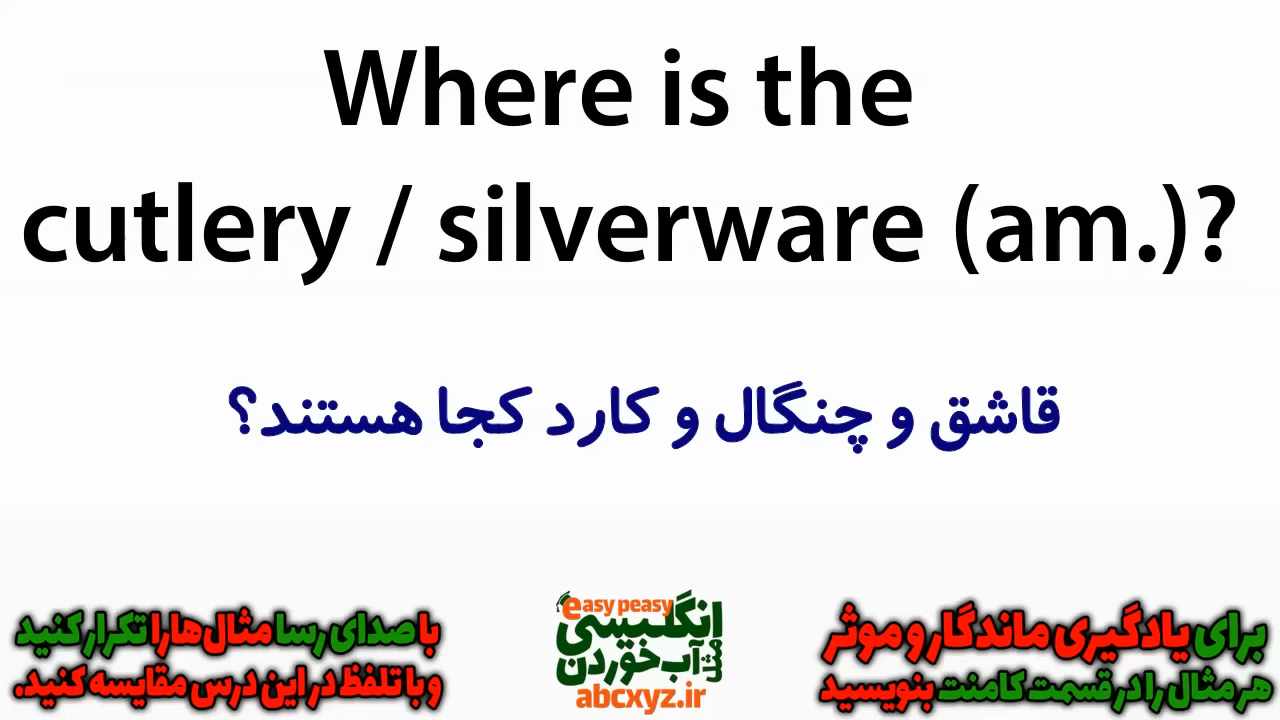 Where is the
cutlery / silverware (am.)?
قاشق و چنگال و کارد کجا هستند؟
برای یادگیری ماندگار و موثر
هر مثال را در قسمت کامنت بنویسید
easy peasy
انگلیسی
مثل آب خوردن
abcxyz.ir
با صدای رسا مثال‌ها را تکرار کنید
و با تلفظ در این درس مقایسه کنید.